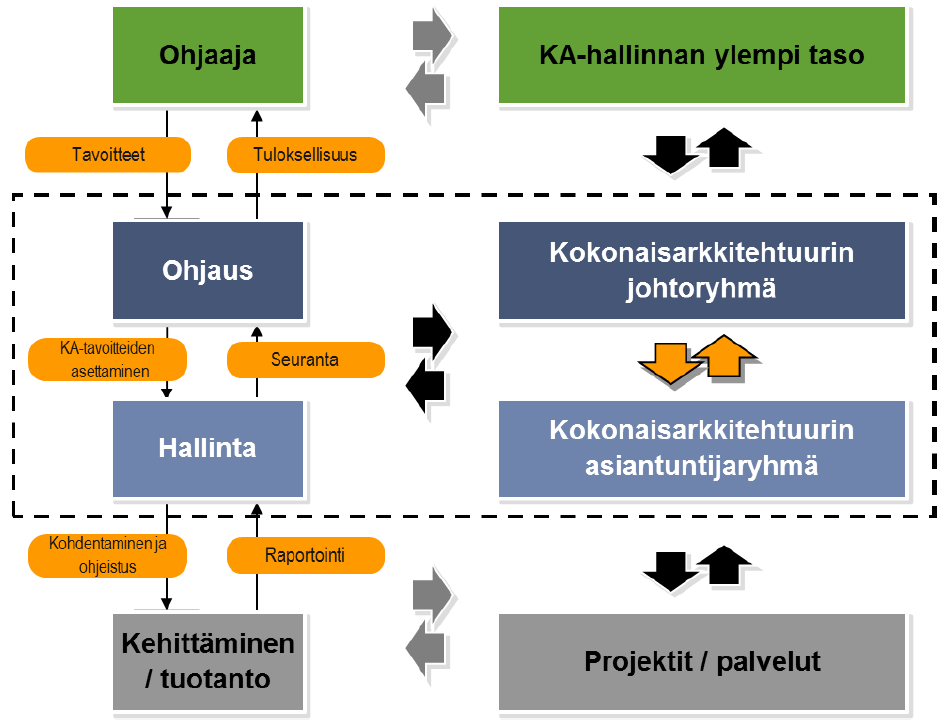 Ohjaaja
KA-hallinnan ylempi taso
Tavoitteet
Tuloksellisuus
Ohjaus
Kokonaisarkkitehtuurin
johtoryhmä
KA-tavoitteiden
asettaminen
Seuranta
Hallinta
Kokonaisarkkitehtuurin
asiantuntijaryhmä
Kohdentaminen ja
ohjeistus
Raportointi
Kehittäminen
/ tuotanto
Projektit / palvelut